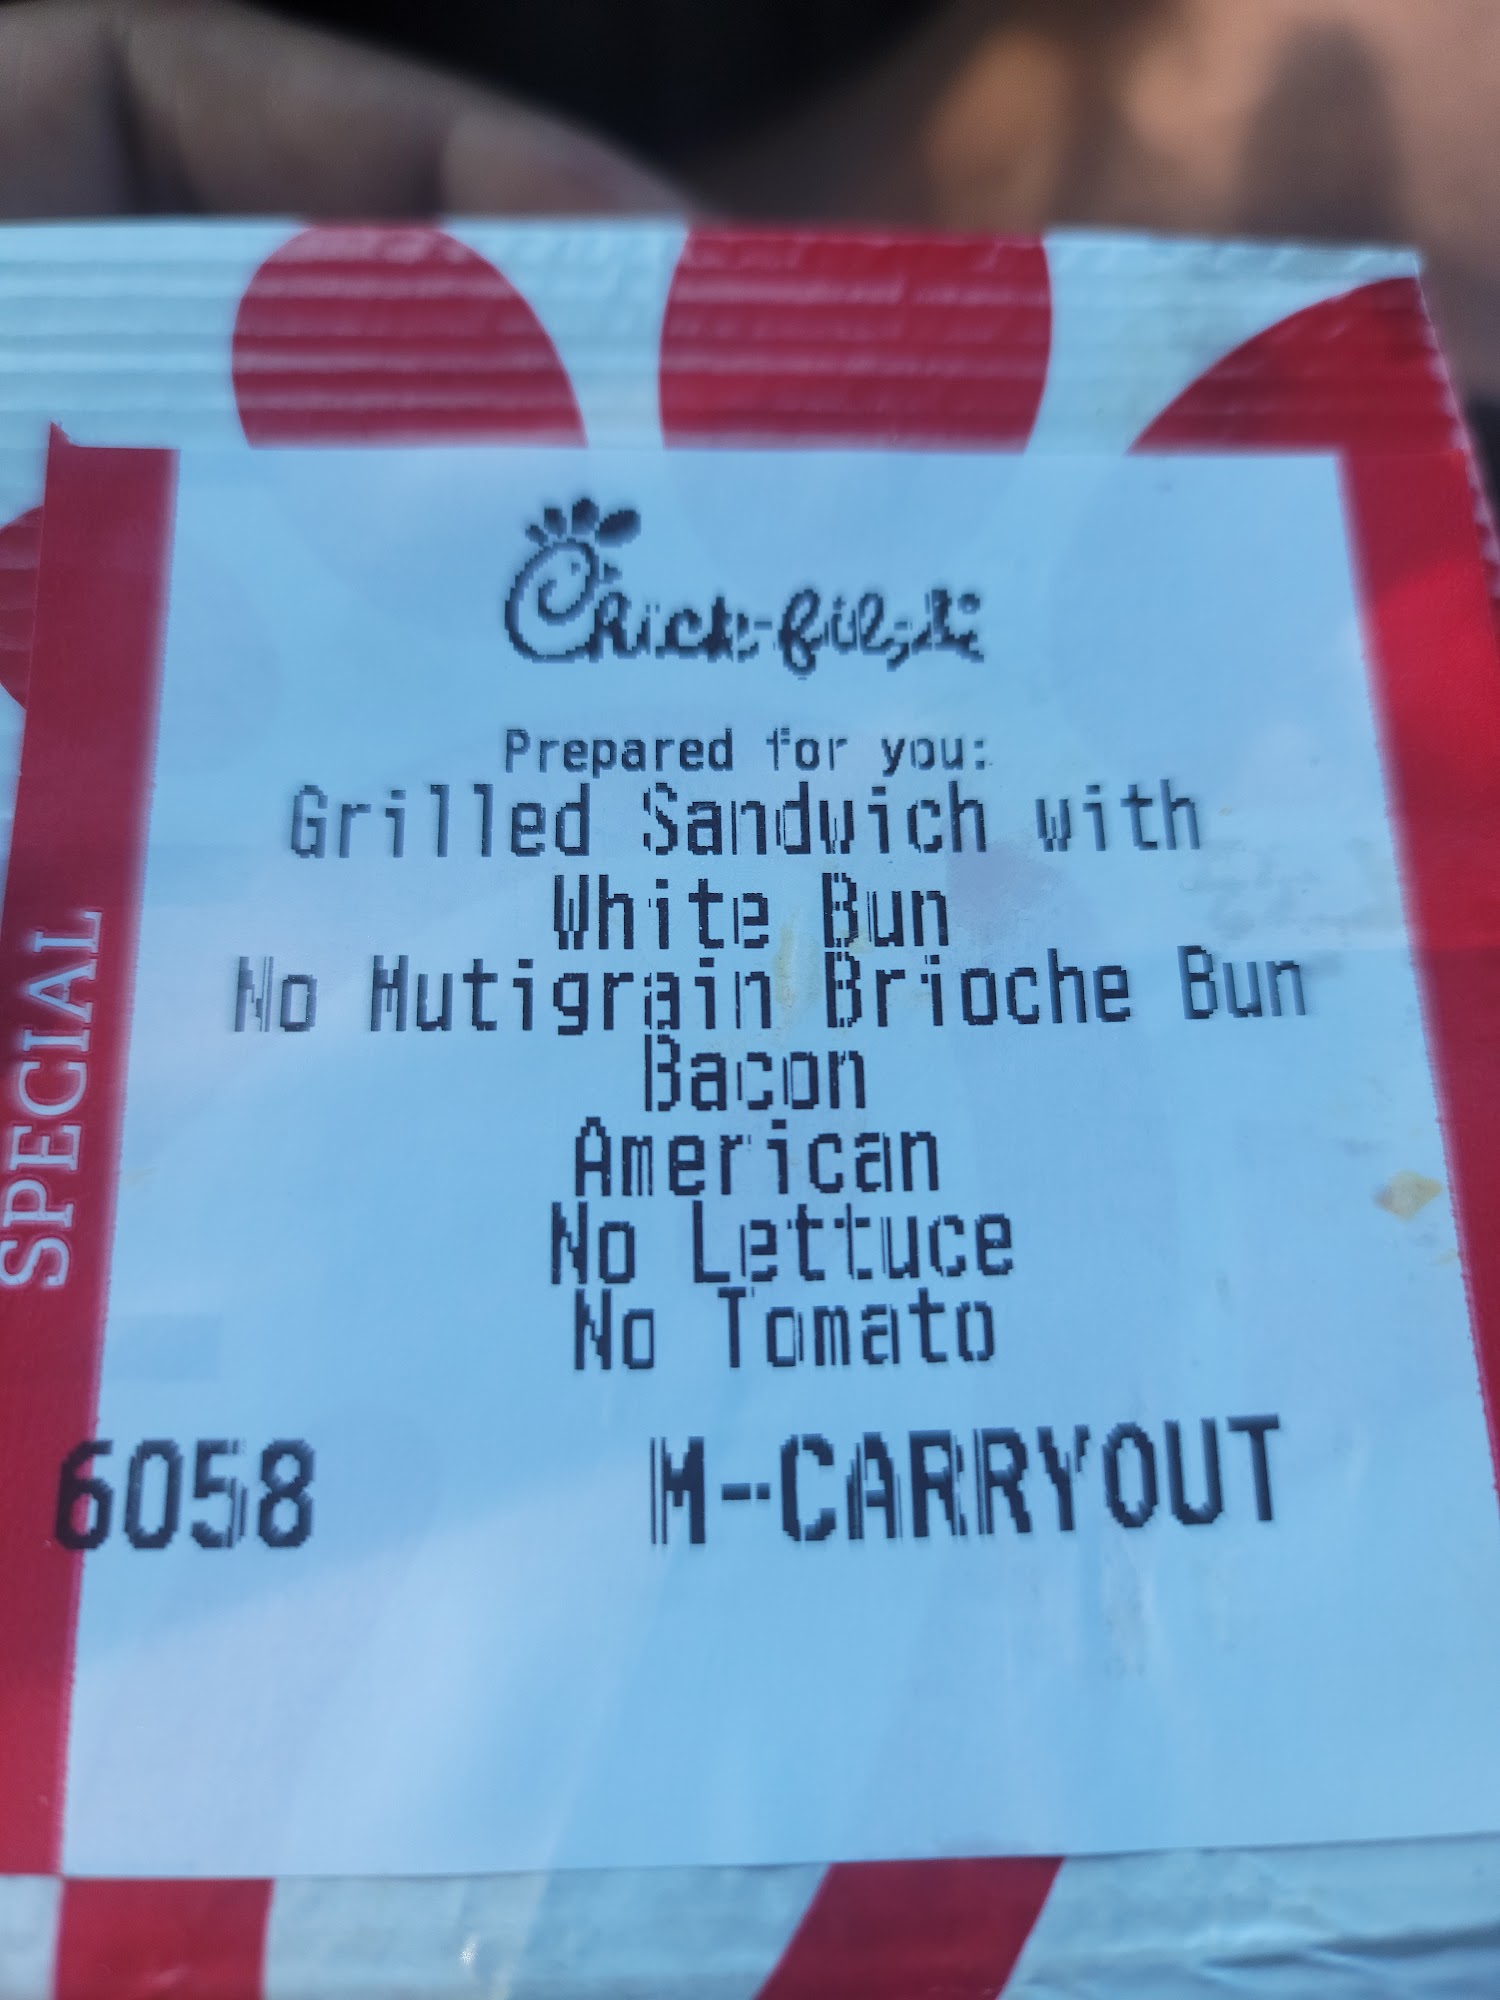 Chick-fil-A
Prepared for you:
Grilled Sandwich with
White Bun
No Mutigrain Brioche Bun
Bacon
American
No Lettuce
No Tomato
6058 M-CARRYOUT
SPECIAL